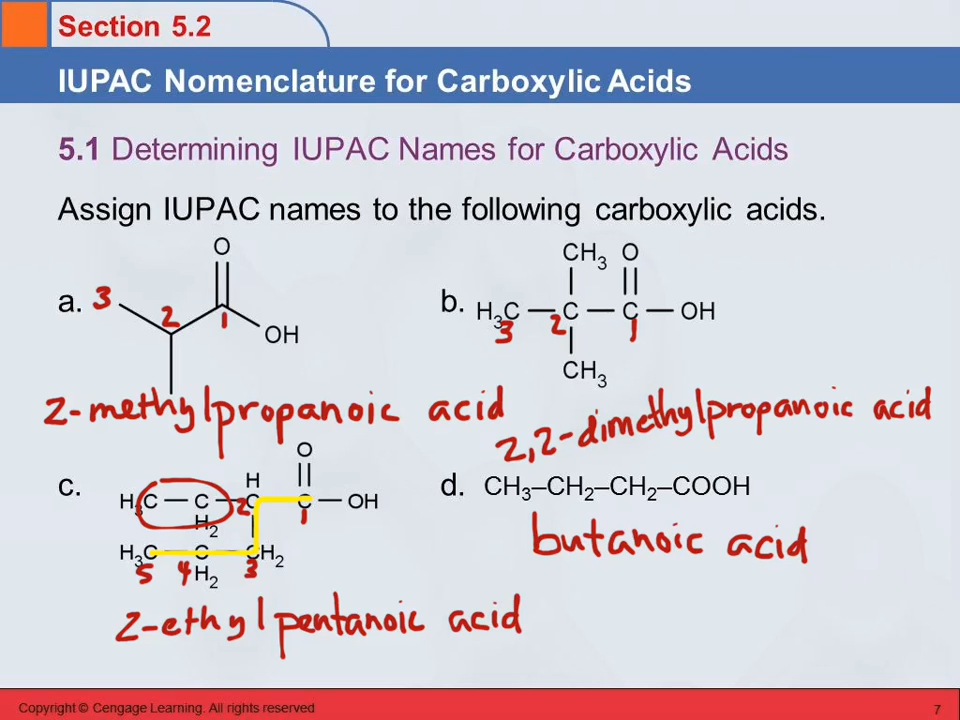 Section 5.2
IUPAC Nomenclature for Carboxylic Acids
5.1 Determining IUPAC Names for Carboxylic Acids
Assign IUPAC names to the following carboxylic acids.
a.
O
OH
3 2 1
2-methylpropanoic acid
b.
CH3 O
H3C — C — C — OH
3 2 1
CH3
2,2-dimethylpropanoic acid
c.
O
H
H3C — C — C — C — OH
H2 2 1
H3C — C — CH2
5 4 3
H2
2-ethylpentanoic acid
d. CH3–CH2–CH2–COOH
butanoic acid
Copyright © Cengage Learning. All rights reserved
7